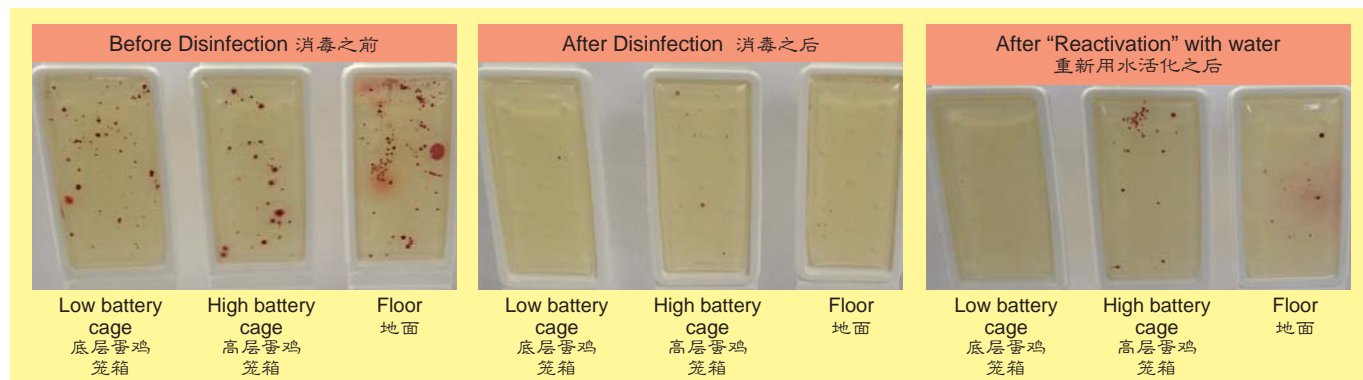 Before Disinfection 消毒之前
After Disinfection 消毒之后
After “Reactivation” with water
重新用水活化之后
Low battery
cage
底层蛋鸡
笼箱
High battery
cage
高层蛋鸡
笼箱
Floor
地面
Low battery
cage
底层蛋鸡
笼箱
High battery
cage
高层蛋鸡
笼箱
Floor
地面
Low battery
cage
底层蛋鸡
笼箱
High battery
cage
高层蛋鸡
笼箱
Floor
地面